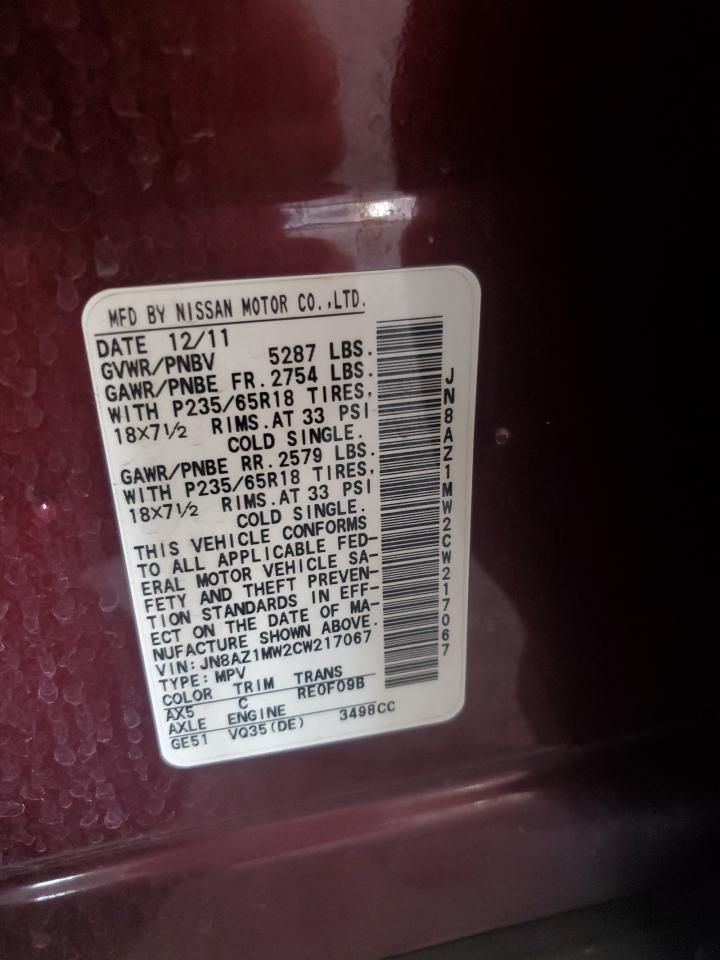 MFD BY NISSAN MOTOR CO.,LTD.
DATE 12/11
GVWR/PNBV 5287 LBS.
GAWR/PNBE FR. 2754 LBS.
WITH P235/65R18 TIRES,
18X7½ RIMS. AT 33 PSI
COLD SINGLE.
GAWR/PNBE RR. 2579 LBS.
WITH P235/65R18 TIRES,
18X7½ RIMS. AT 33 PSI
COLD SINGLE.
THIS VEHICLE CONFORMS
TO ALL APPLICABLE FED-
ERAL MOTOR VEHICLE SA-
FETY AND THEFT PREVEN-
TION STANDARDS IN EFF-
ECT ON THE DATE OF MA-
NUFACTURE SHOWN ABOVE.
VIN: JN8AZ1MW2CW217067
TYPE: MPV
COLOR TRIM TRANS
AX5 C RE0F09B
AXLE ENGINE
GE51 VQ35(DE) 3498CC
JN8AZ1MW2CW217067